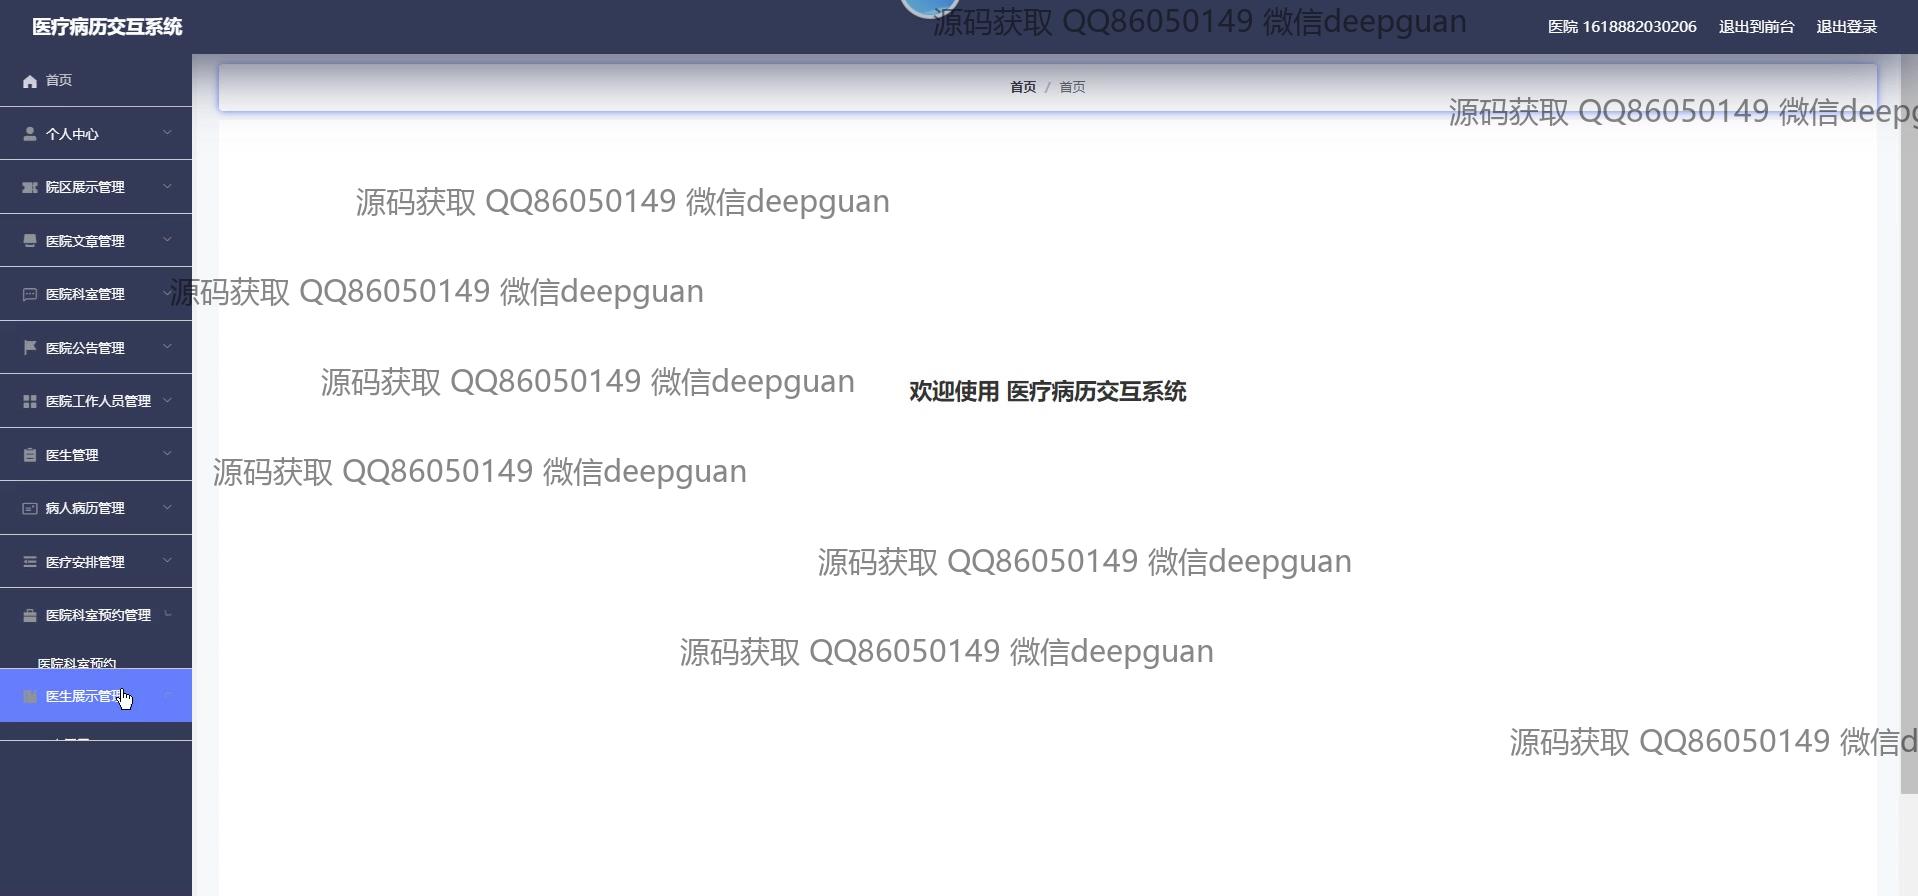 医疗病历交互系统
源码获取 QQ86050149 微信deepguan
医院 1618882030206
退出到前台
退出登录
首页
首页 / 首页
源码获取 QQ86050149 微信deepg
个人中心
院区展示管理
源码获取 QQ86050149 微信deepguan
医院文章管理
医院科室管理
源码获取 QQ86050149 微信deepguan
医院公告管理
源码获取 QQ86050149 微信deepguan
欢迎使用 医疗病历交互系统
医院工作人员管理
医生管理
源码获取 QQ86050149 微信deepguan
病人病历管理
医疗安排管理
源码获取 QQ86050149 微信deepguan
医院科室预约管理
源码获取 QQ86050149 微信deepguan
医院科室预约
医生展示管理
源码获取 QQ86050149 微信d